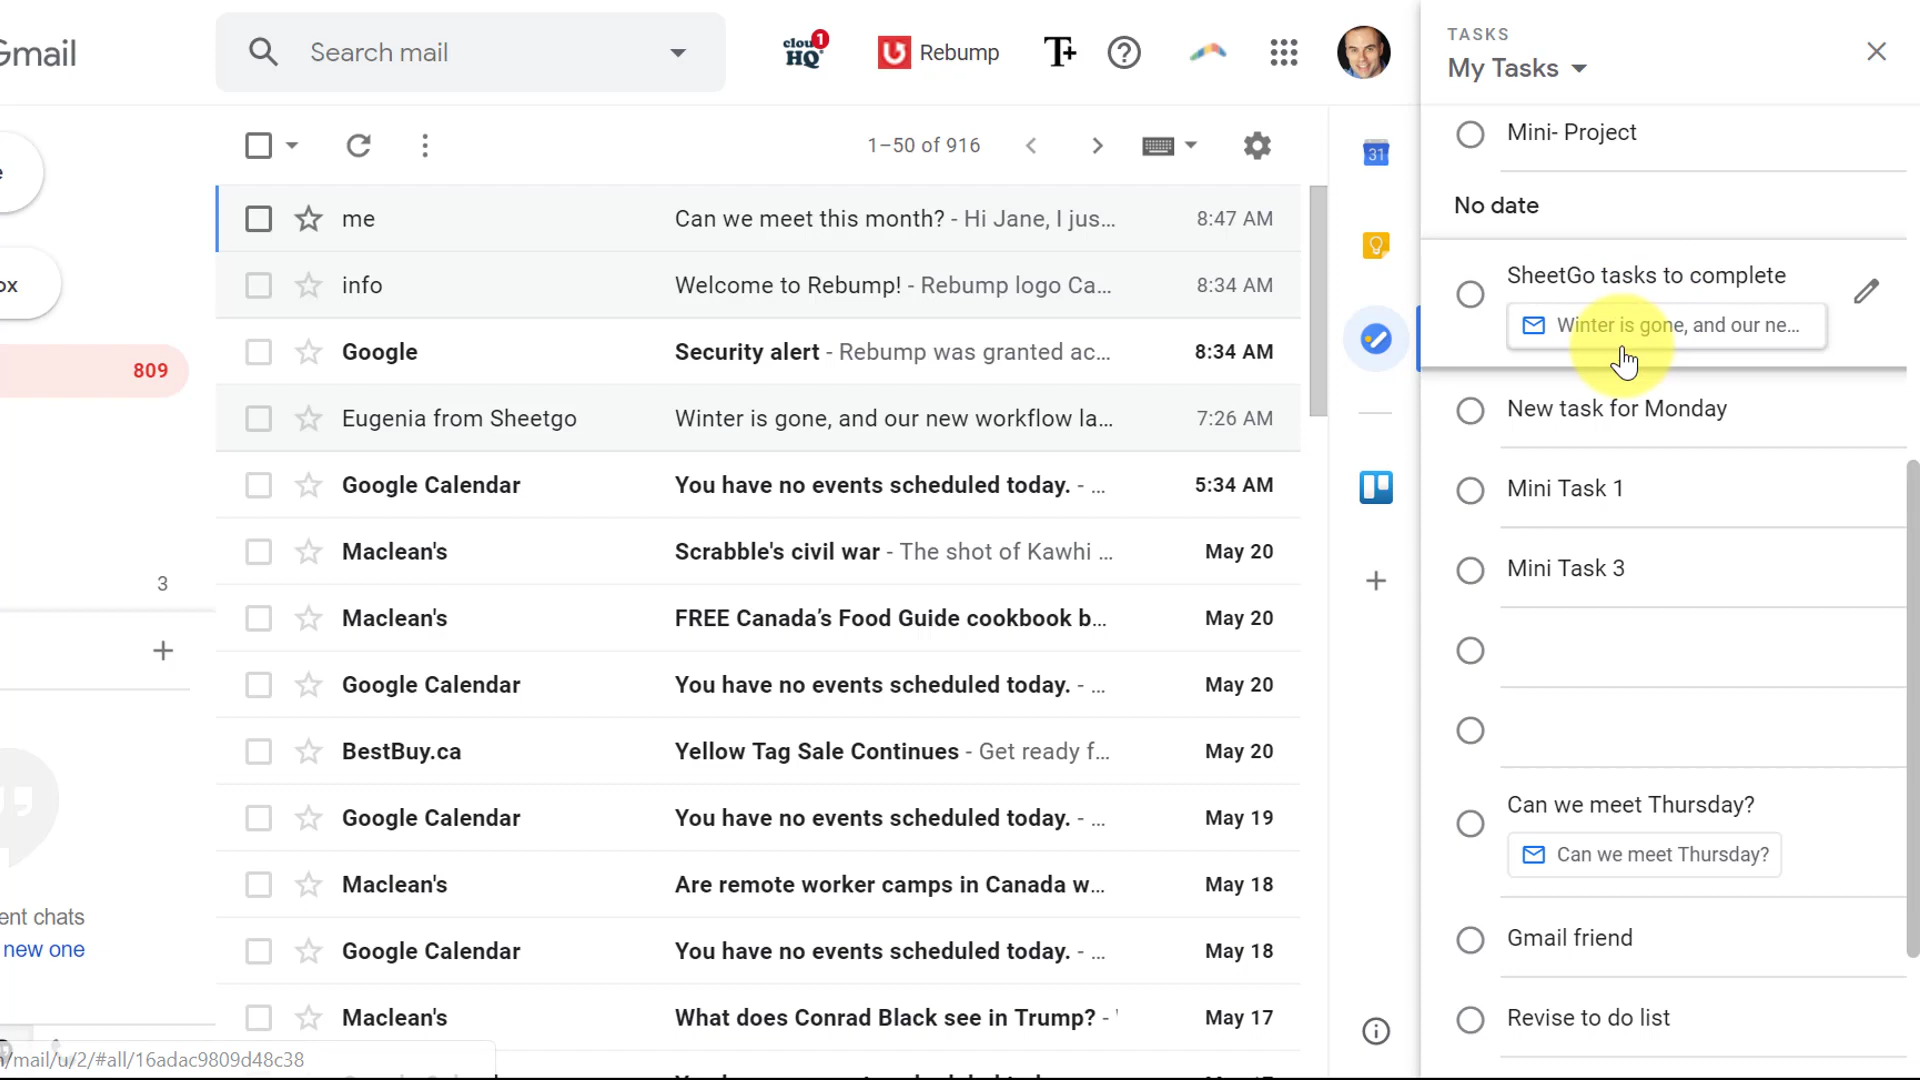 Gmail
Search mail
cloud HQ 1
Rebump
T+
TASKS
My Tasks
1–50 of 916
31
me Can we meet this month? - Hi Jane, I jus... 8:47 AM
info Welcome to Rebump! - Rebump logo Ca... 8:34 AM
Google Security alert - Rebump was granted ac... 8:34 AM
Eugenia from Sheetgo Winter is gone, and our new workflow la... 7:26 AM
Google Calendar You have no events scheduled today. - ... 5:34 AM
Maclean's Scrabble's civil war - The shot of Kawhi ... May 20
Maclean's FREE Canada’s Food Guide cookbook b... May 20
Google Calendar You have no events scheduled today. - ... May 20
BestBuy.ca Yellow Tag Sale Continues - Get ready f... May 20
Google Calendar You have no events scheduled today. - ... May 19
Maclean's Are remote worker camps in Canada w... May 18
Google Calendar You have no events scheduled today. - ... May 18
Maclean's What does Conrad Black see in Trump? - ' May 17
e
ox
809
3
ent chats
new one
/mail/u/2/#all/16adac9809d48c38
Mini- Project
No date
SheetGo tasks to complete
Winter is gone, and our ne...
New task for Monday
Mini Task 1
Mini Task 3
Can we meet Thursday?
Can we meet Thursday?
Gmail friend
Revise to do list